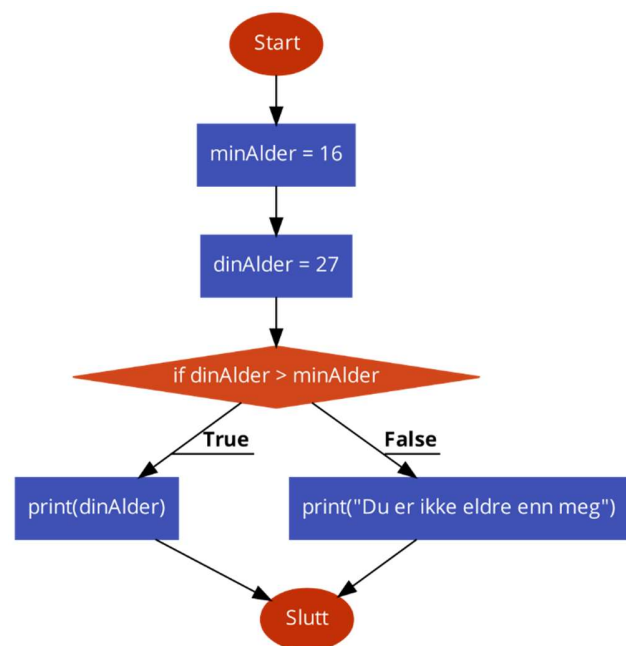 Start
minAlder = 16
dinAlder = 27
if dinAlder > minAlder
True
False
print(dinAlder)
print("Du er ikke eldre enn meg")
Slutt